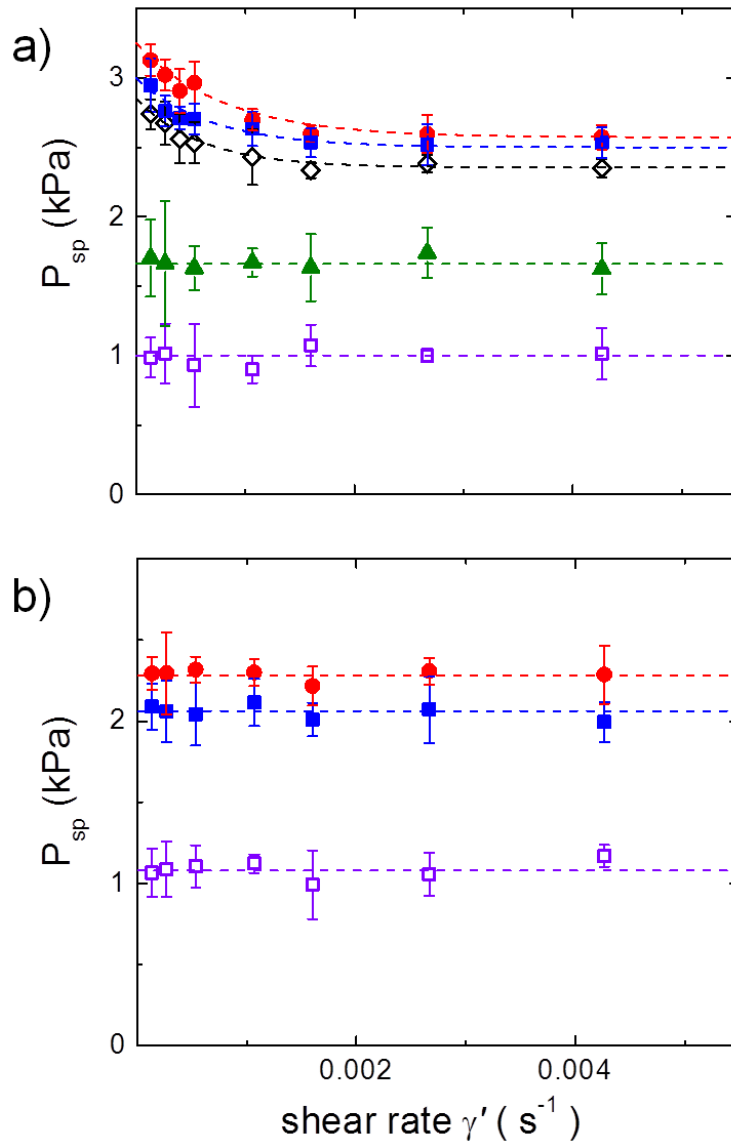 a)
3
2
1
0
P_sp (kPa)
b)
2
1
0
P_sp (kPa)
0.002
0.004
shear rate γ′ ( s⁻¹ )